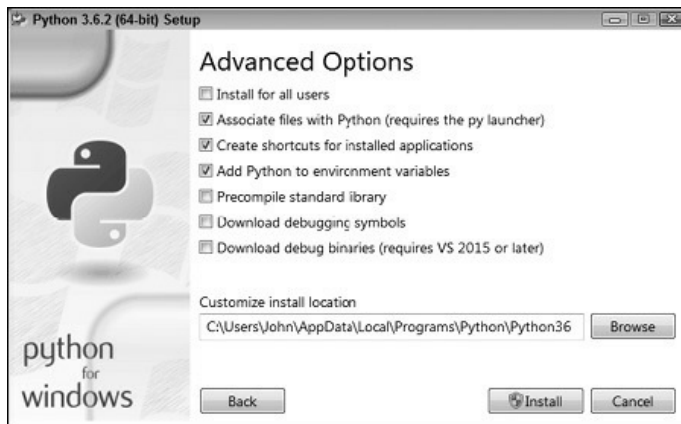 Python 3.6.2 (64-bit) Setup
Advanced Options
Install for all users
Associate files with Python (requires the py launcher)
Create shortcuts for installed applications
Add Python to environment variables
Precompile standard library
Download debugging symbols
Download debug binaries (requires VS 2015 or later)
Customize install location
C:\Users\John\AppData\Local\Programs\Python\Python36
Browse
python
for
windows
Back
Install
Cancel